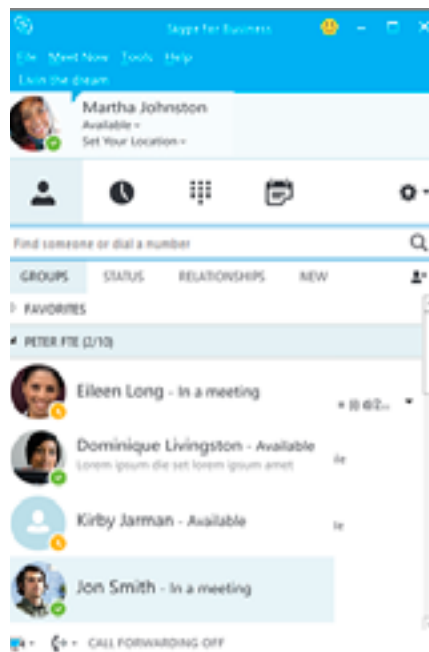 Skype for Business
File Meet Now Tools Help
Livin the dream
Martha Johnston
Available
Set Your Location
Find someone or dial a number
GROUPS STATUS RELATIONSHIPS NEW
FAVORITES
PETER FTE (2/10)
Eileen Long - In a meeting
Dominique Livingston - Available
Lorem ipsum die set lorem ipsum amet
ile
Kirby Jarman - Available
le
Jon Smith - In a meeting
CALL FORWARDING OFF